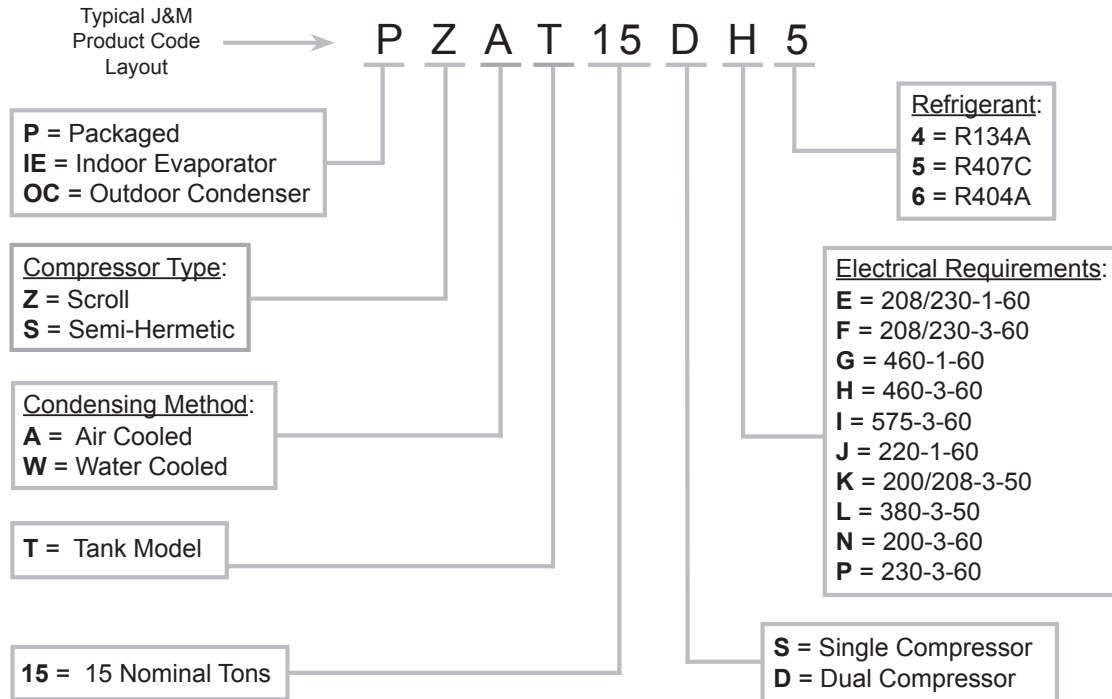 Typical J&M
Product Code
Layout
P Z A T 15 D H 5
P = Packaged
IE = Indoor Evaporator
OC = Outdoor Condenser
Compressor Type:
Z = Scroll
S = Semi-Hermetic
Condensing Method:
A = Air Cooled
W = Water Cooled
T = Tank Model
15 = 15 Nominal Tons
Refrigerant:
4 = R134A
5 = R407C
6 = R404A
Electrical Requirements:
E = 208/230-1-60
F = 208/230-3-60
G = 460-1-60
H = 460-3-60
I = 575-3-60
J = 220-1-60
K = 200/208-3-50
L = 380-3-50
N = 200-3-60
P = 230-3-60
S = Single Compressor
D = Dual Compressor